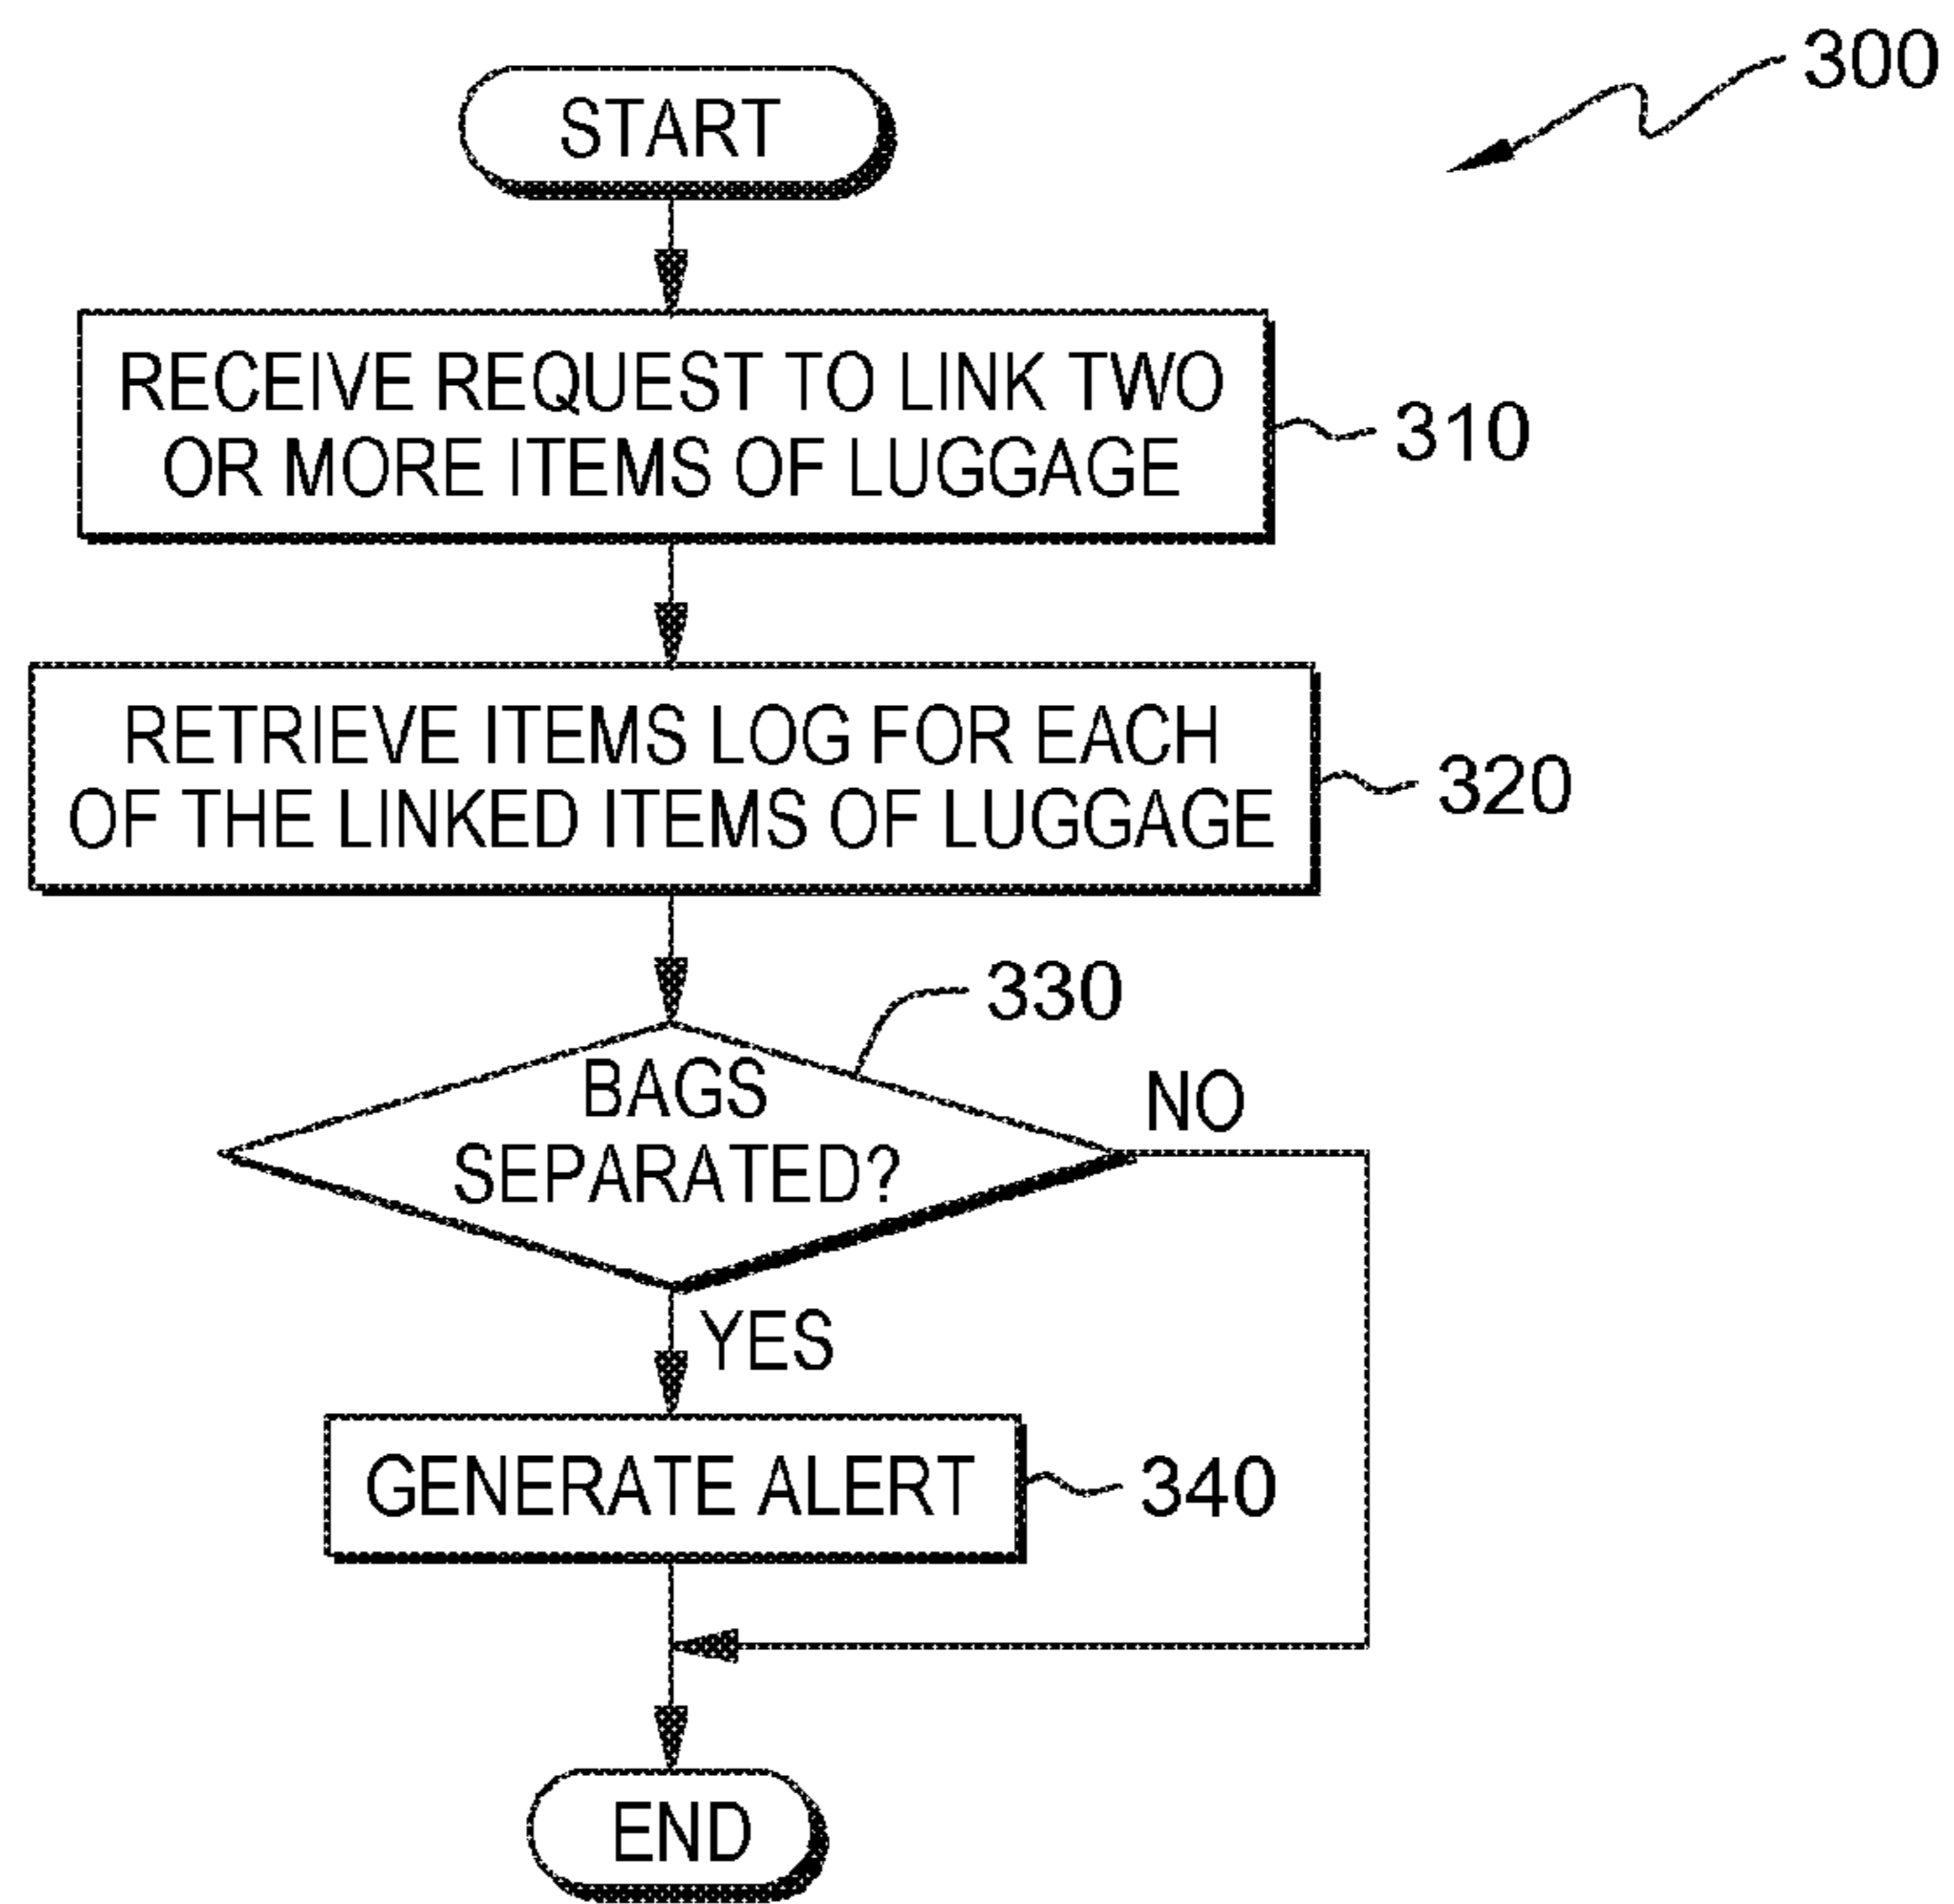 300
START
RECEIVE REQUEST TO LINK TWO
OR MORE ITEMS OF LUGGAGE
310
RETRIEVE ITEMS LOG FOR EACH
OF THE LINKED ITEMS OF LUGGAGE
320
330
BAGS
SEPARATED?
NO
YES
GENERATE ALERT
340
END